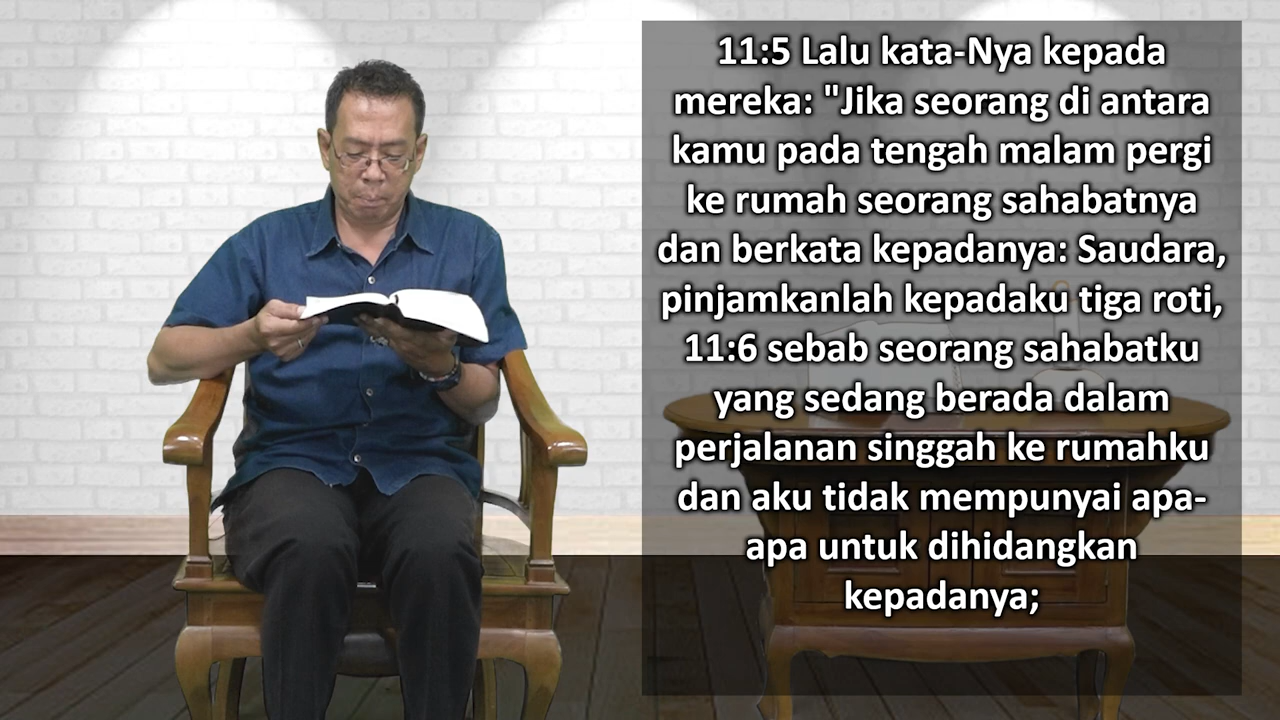 11:5 Lalu kata-Nya kepada
mereka: "Jika seorang di antara
kamu pada tengah malam pergi
ke rumah seorang sahabatnya
dan berkata kepadanya: Saudara,
pinjamkanlah kepadaku tiga roti,
11:6 sebab seorang sahabatku
yang sedang berada dalam
perjalanan singgah ke rumahku
dan aku tidak mempunyai apa-
apa untuk dihidangkan
kepadanya;